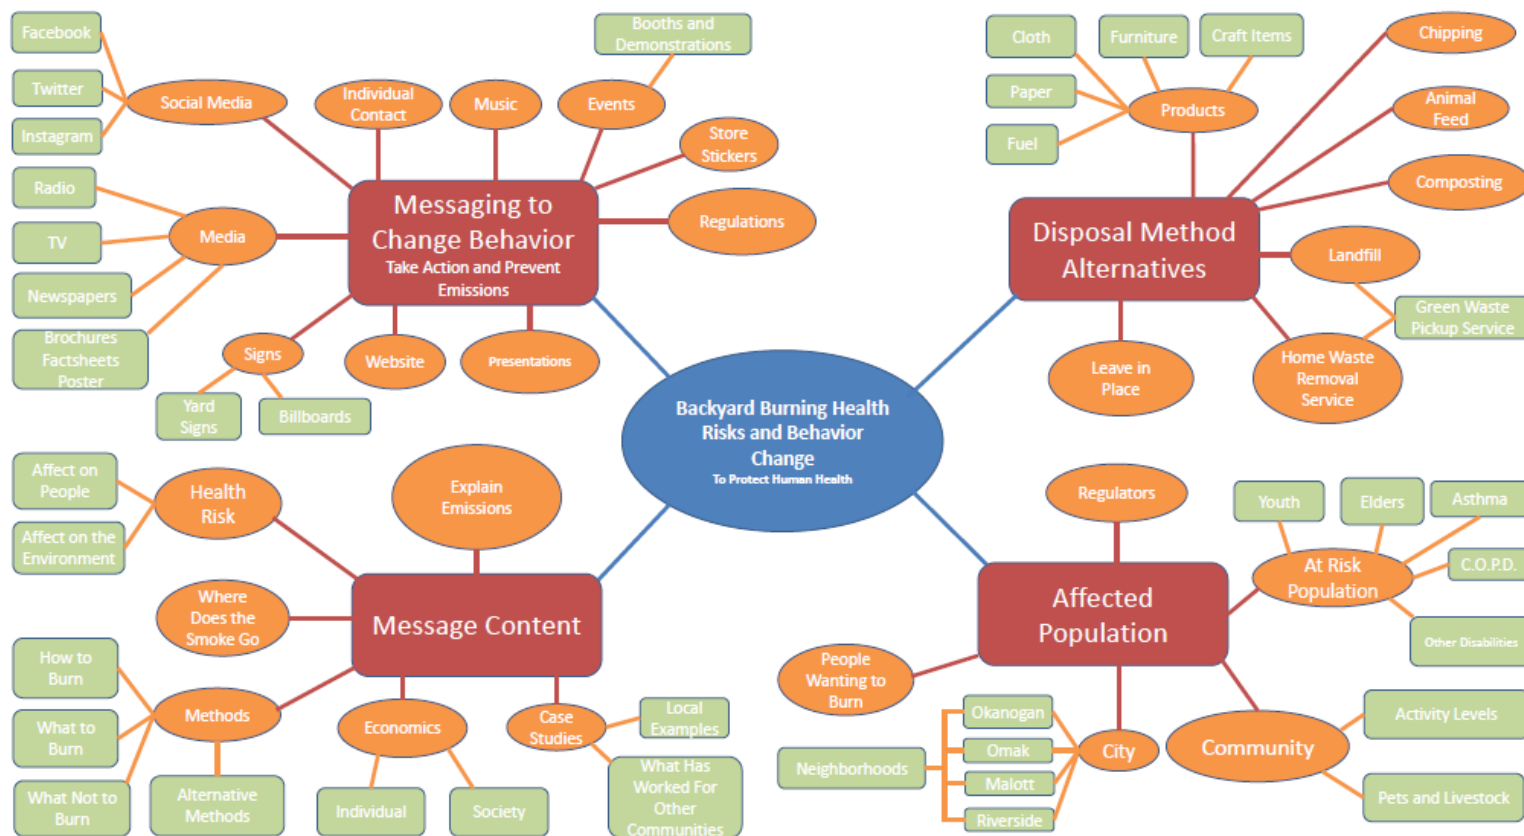 Facebook
Twitter
Instagram
Social Media
Individual
Contact
Music
Events
Booths and
Demonstrations
Store
Stickers
Regulations
Radio
TV
Newspapers
Brochures
Factsheets
Poster
Media
Messaging to
Change Behavior
Take Action and Prevent
Emissions
Signs
Yard
Signs
Billboards
Website
Presentations
Cloth
Paper
Fuel
Furniture
Craft Items
Products
Chipping
Animal
Feed
Composting
Disposal Method
Alternatives
Landfill
Green Waste
Pickup Service
Home Waste
Removal
Service
Leave in
Place
Backyard Burning Health
Risks and Behavior
Change
To Protect Human Health
Affect on
People
Affect on the
Environment
Health
Risk
Explain
Emissions
Where
Does the
Smoke Go
Message Content
How to
Burn
What to
Burn
What Not to
Burn
Methods
Alternative
Methods
Economics
Individual
Society
Case
Studies
Local
Examples
What Has
Worked For
Other
Communities
Regulators
Youth
Elders
Asthma
C.O.P.D.
Other Disabilities
At Risk
Population
Affected
Population
People
Wanting to
Burn
Neighborhoods
Okanogan
Omak
Malott
Riverside
City
Community
Activity Levels
Pets and Livestock